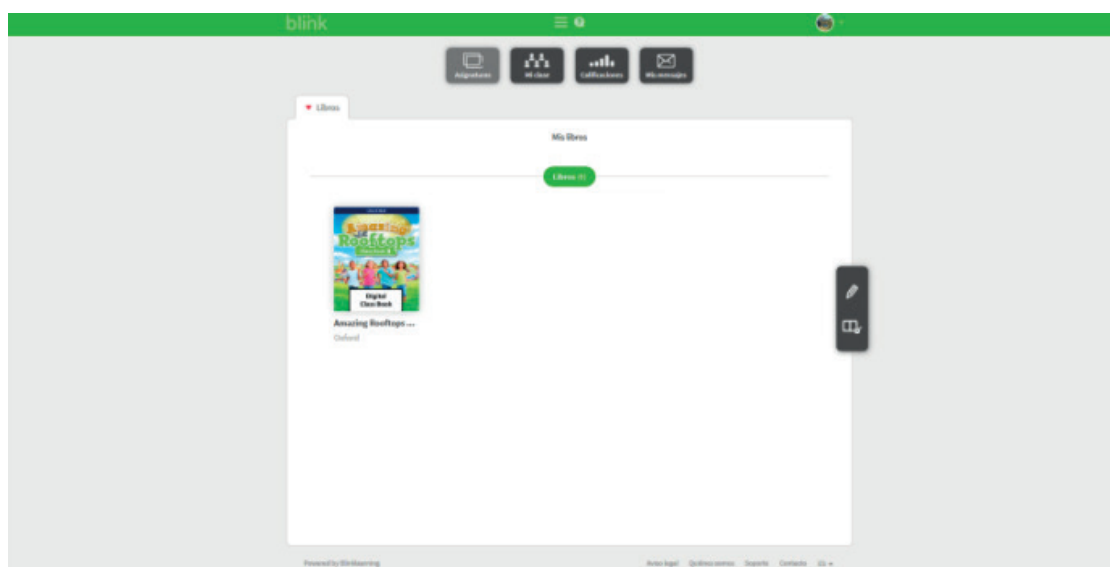 blink
Asignaturas
Mi clase
Calificaciones
Mis mensajes
Libros
Mis libros
Libros
Amazing
Rooftops
Digital
Class Book
Amazing Rooftops ...
Oxford
Powered by Blinklearning
Aviso legal Quiénes somos Soporte Contacto